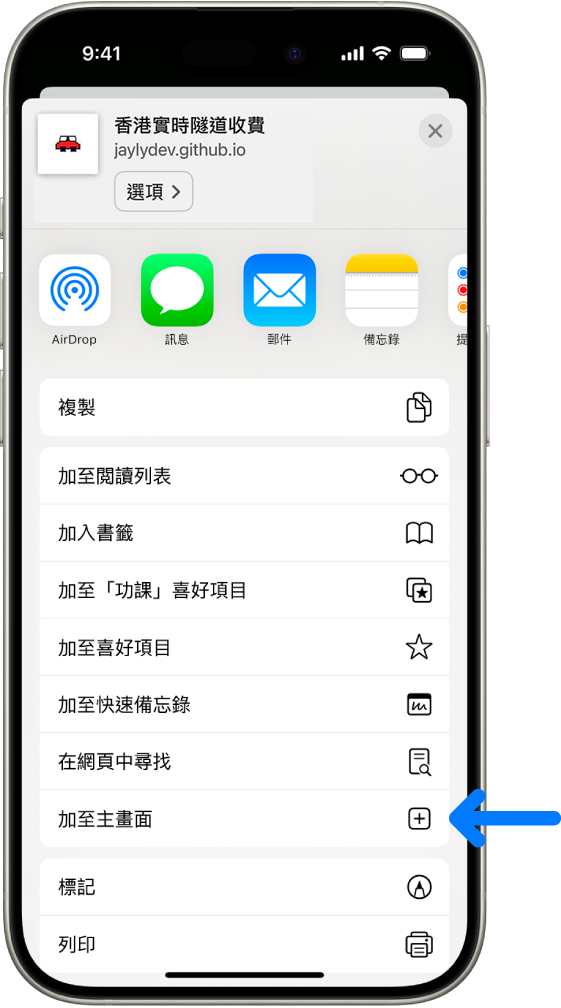 9:41
香港實時隧道收費
jaylydev.github.io
選項
AirDrop
訊息
郵件
備忘錄
提
複製
加至閱讀列表
加入書籤
加至「功課」喜好項目
加至喜好項目
加至快速備忘錄
在網頁中尋找
加至主畫面
標記
列印